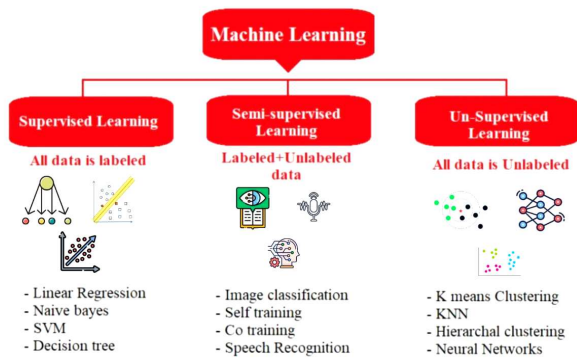 Machine Learning
Supervised Learning
All data is labeled
- Linear Regression
- Naive bayes
- SVM
- Decision tree
Semi-supervised
Learning
Labeled+Unlabeled
data
- Image classification
- Self training
- Co training
- Speech Recognition
Un-Supervised
Learning
All data is Unlabeled
- K means Clustering
- KNN
- Hierarchal clustering
- Neural Networks